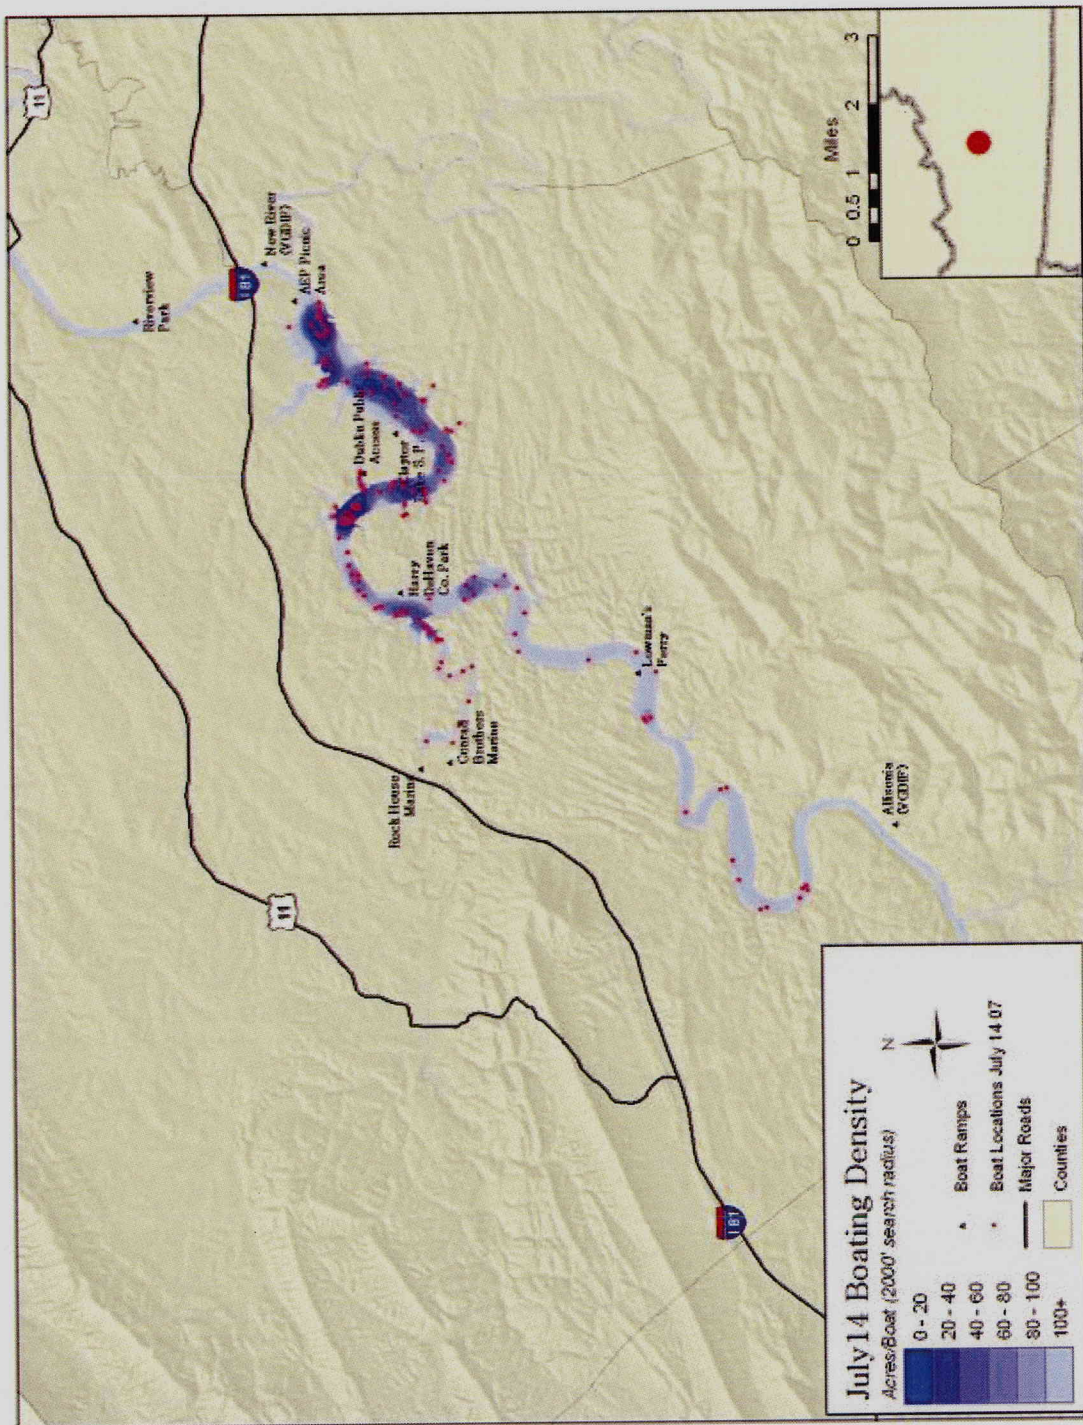 11
Riverview
Park
I 81
New River
(VGDIF)
AEP Picnic
Area
Dublin Publi
Access
Claytor
Lake S. P.
Harry
DeHaven
Co. Park
Lowman's
Ferry
Rock House
Marina
Conrad
Brothers
Marina
Allisonia
(VGDIF)
11
I 81
Miles
0 0.5 1 2 3
July14 Boating Density
Acres/Boat (2000' search radius)
0 - 20
20 - 40
40 - 60
60 - 80
80 - 100
100+
N
Boat Ramps
Boat Locations July 14 07
Major Roads
Counties